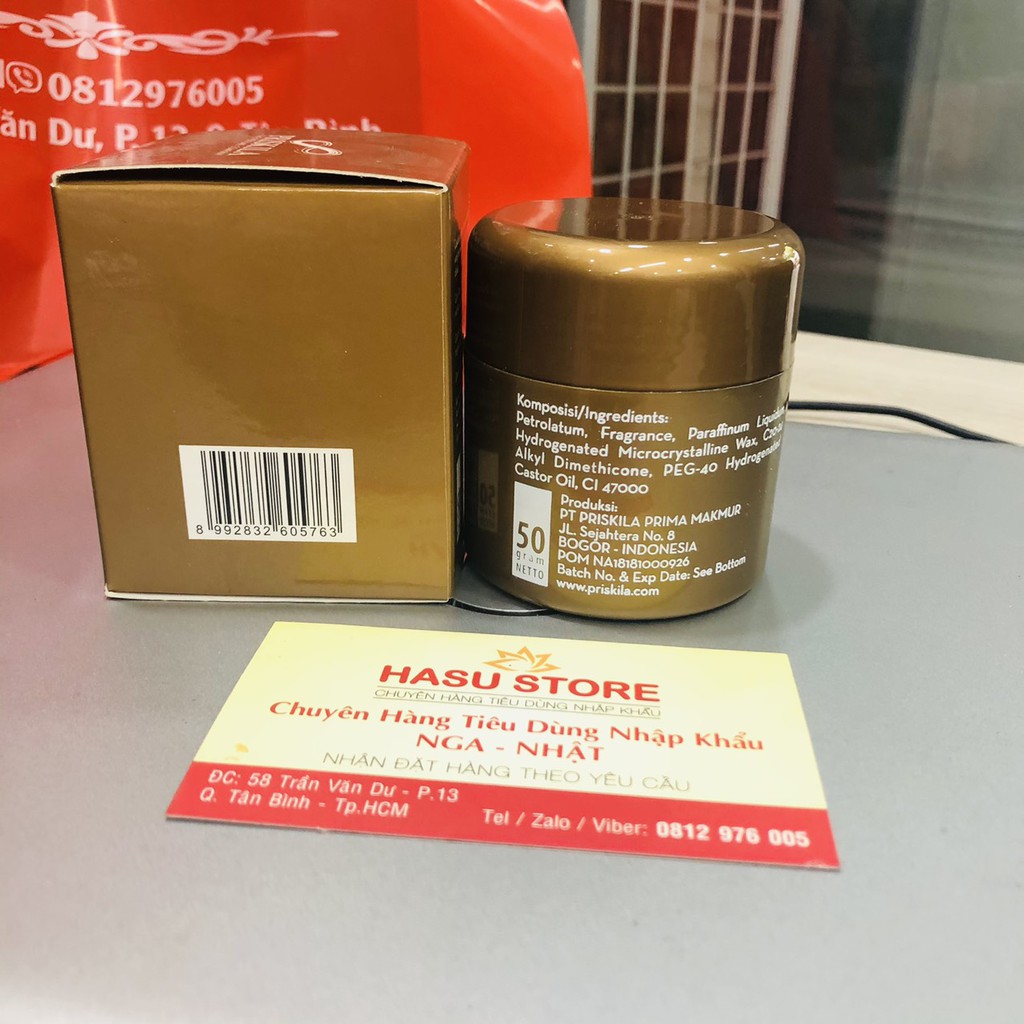 0812976005
Văn Dư, P.13
PRISKILA
8 992832 605763
Komposisi/Ingredients:
Petrolatum, Fragrance, Paraffinum Liquidum,
Hydrogenated Microcrystalline Wax,
Alkyl Dimethicone, PEG-40 Hydrogenated
Castor Oil, CI 47000
50
gram
NETTO
Produksi:
PT PRISKILA PRIMA MAKMUR
JL. Sejahtera No. 8
BOGOR - INDONESIA
POM NA18181000926
Batch No. & Exp Date: See Bottom
www.priskila.com
HASU STORE
CHUYÊN HÀNG TIÊU DÙNG NHẬP KHẨU
Chuyên Hàng Tiêu Dùng Nhập Khẩu
NGA - NHẬT
NHẬN ĐẶT HÀNG THEO YÊU CẦU
ĐC: 58 Trần Văn Dư - P.13
Q. Tân Bình - Tp.HCM
Tel / Zalo / Viber: 0812 976 005